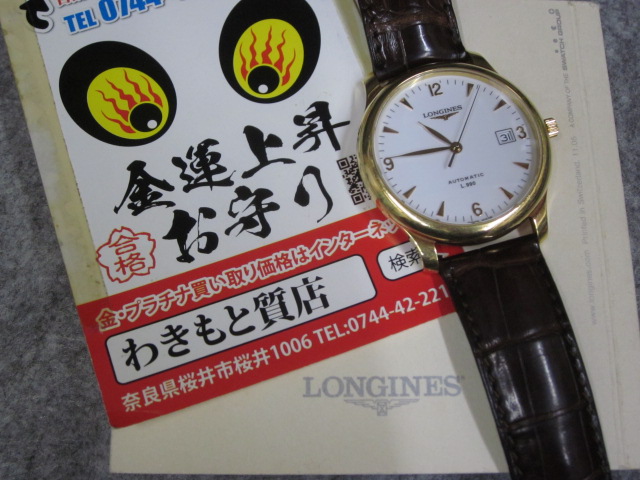 TEL 0744
金運上昇
お守り
合格
金・プラチナ買い取り価格はインターネッ
わきもと質店
検索
奈良県桜井市桜井1006 TEL:0744-42-221
LONGINES
12
31
9
6
AUTOMATIC
L.990
LONGINES